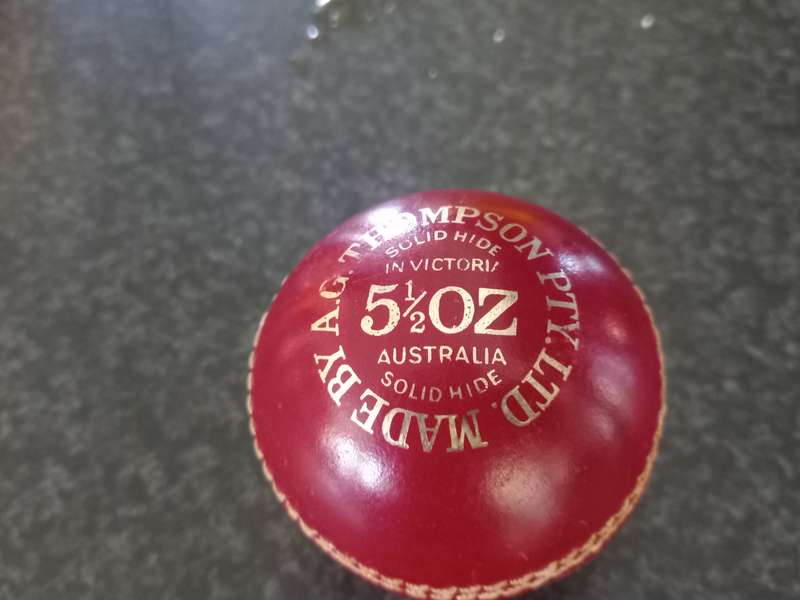 MADE BY A.G. THOMPSON PTY. LTD.
SOLID HIDE
IN VICTORIA
5½OZ
AUSTRALIA
SOLID HIDE